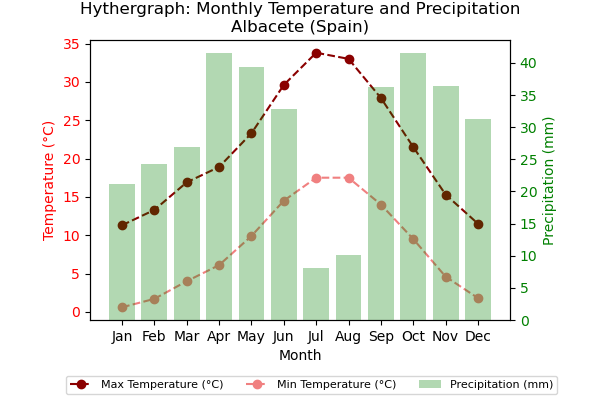 Hythergraph: Monthly Temperature and Precipitation
Albacete (Spain)
Temperature (°C)
35
30
25
20
15
10
5
0
Precipitation (mm)
40
35
30
25
20
15
10
5
0
Jan Feb Mar Apr May Jun Jul Aug Sep Oct Nov Dec
Month
Max Temperature (°C) Min Temperature (°C) Precipitation (mm)